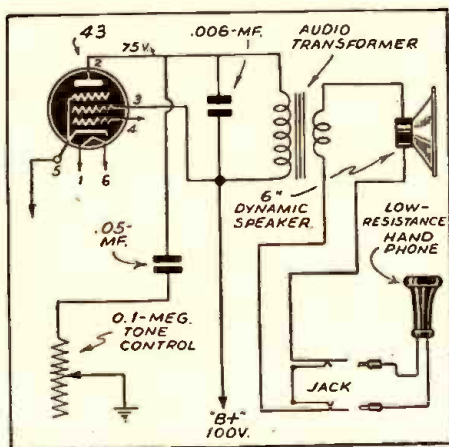 43
75V.
2
3
4
5
1
6
.006-MF.
AUDIO
TRANSFORMER
6"
DYNAMIC
SPEAKER
LOW-
RESISTANCE
HAND
PHONE
.05-
MF.
0.1-MEG.
TONE
CONTROL
JACK
"B+"
100V.